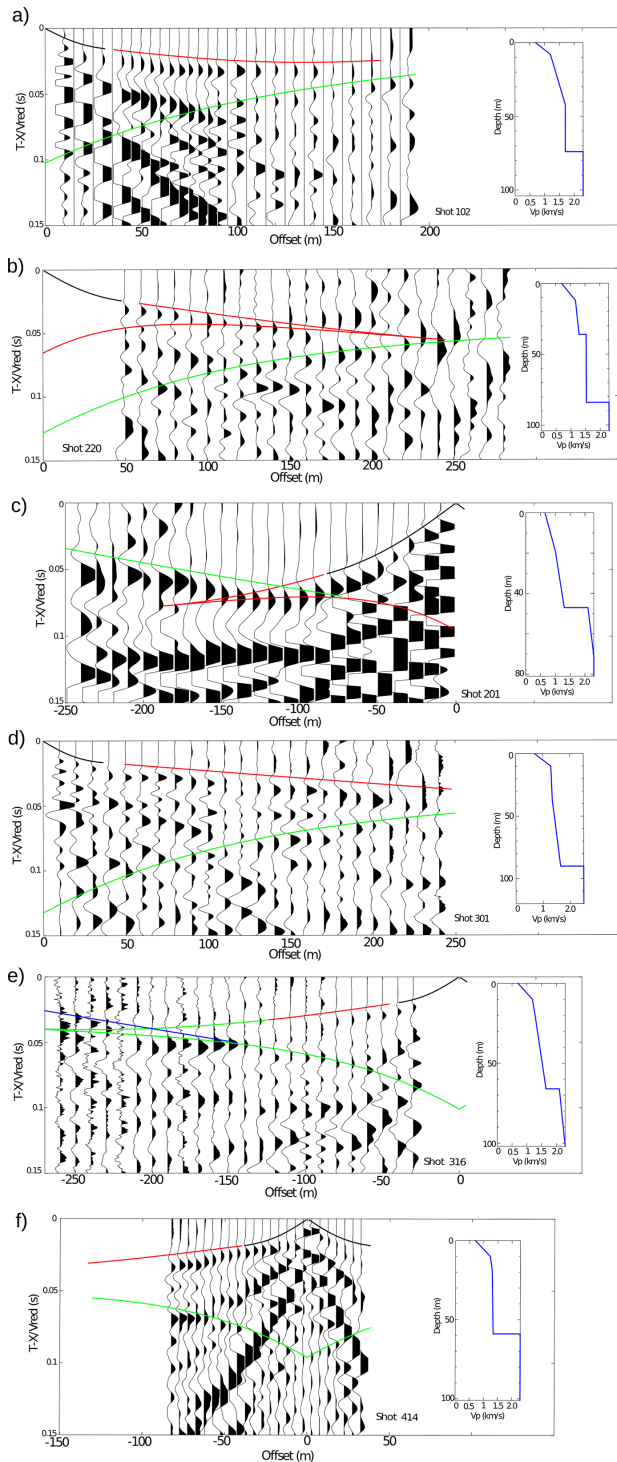 a)
0
0.05
0.1
0.15
T-X/Vred (s)
0 50 100 150 200
Offset (m)
Shot 102
0
50
100
Depth (m)
0 0.5 1 1.5 2.0
Vp (km/s)
b)
0
0.05
0.1
0.15
T-X/Vred (s)
0 50 100 150 200 250
Offset (m)
Shot 220
0
50
100
Depth (m)
0 0.5 1 1.5 2.0
Vp (km/s)
c)
0
0.05
0.1
0.15
T-X/Vred (s)
-250 -200 -150 -100 -50 0
Offset (m)
Shot 201
0
20
40
60
80
Depth (m)
0 0.5 1 1.5 2.0
Vp (km/s)
d)
0
0.05
0.1
0.15
T-X/Vred (s)
0 50 100 150 200 250
Offset (m)
Shot 301
0
50
100
Depth (m)
0 1 2.0
Vp (km/s)
e)
0
0.05
0.1
0.15
T-X/Vred (s)
-250 -200 -150 -100 -50 0
Offset (m)
Shot 316
0
50
100
Depth (m)
0 0.5 1 1.5 2.0
Vp (km/s)
f)
0
0.05
0.1
0.15
T-X/Vred (s)
-150 -100 -50 0 50
Offset (m)
Shot 414
0
50
100
Depth (m)
0 0.5 1 1.5 2.0
Vp (km/s)